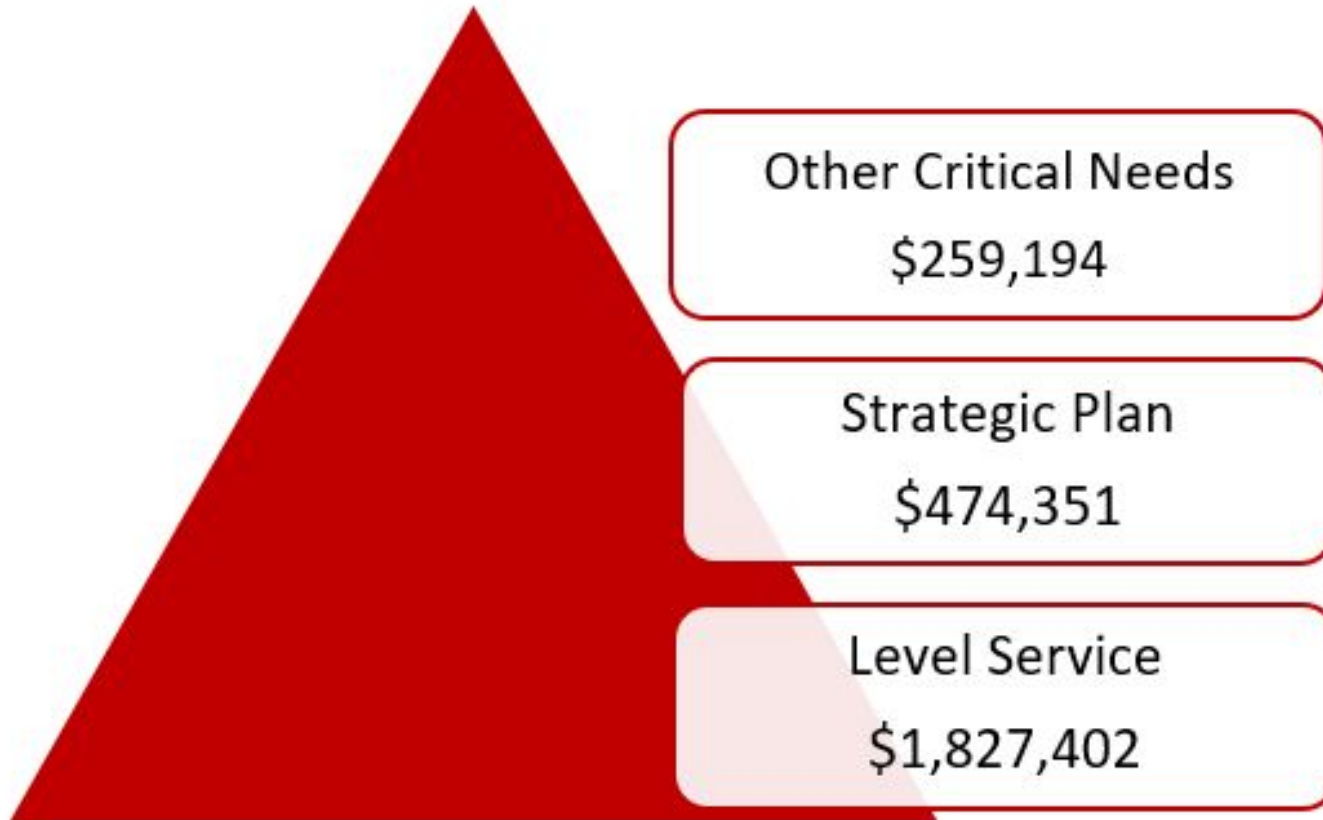 Other Critical Needs
$259,194
Strategic Plan
$474,351
Level Service
$1,827,402